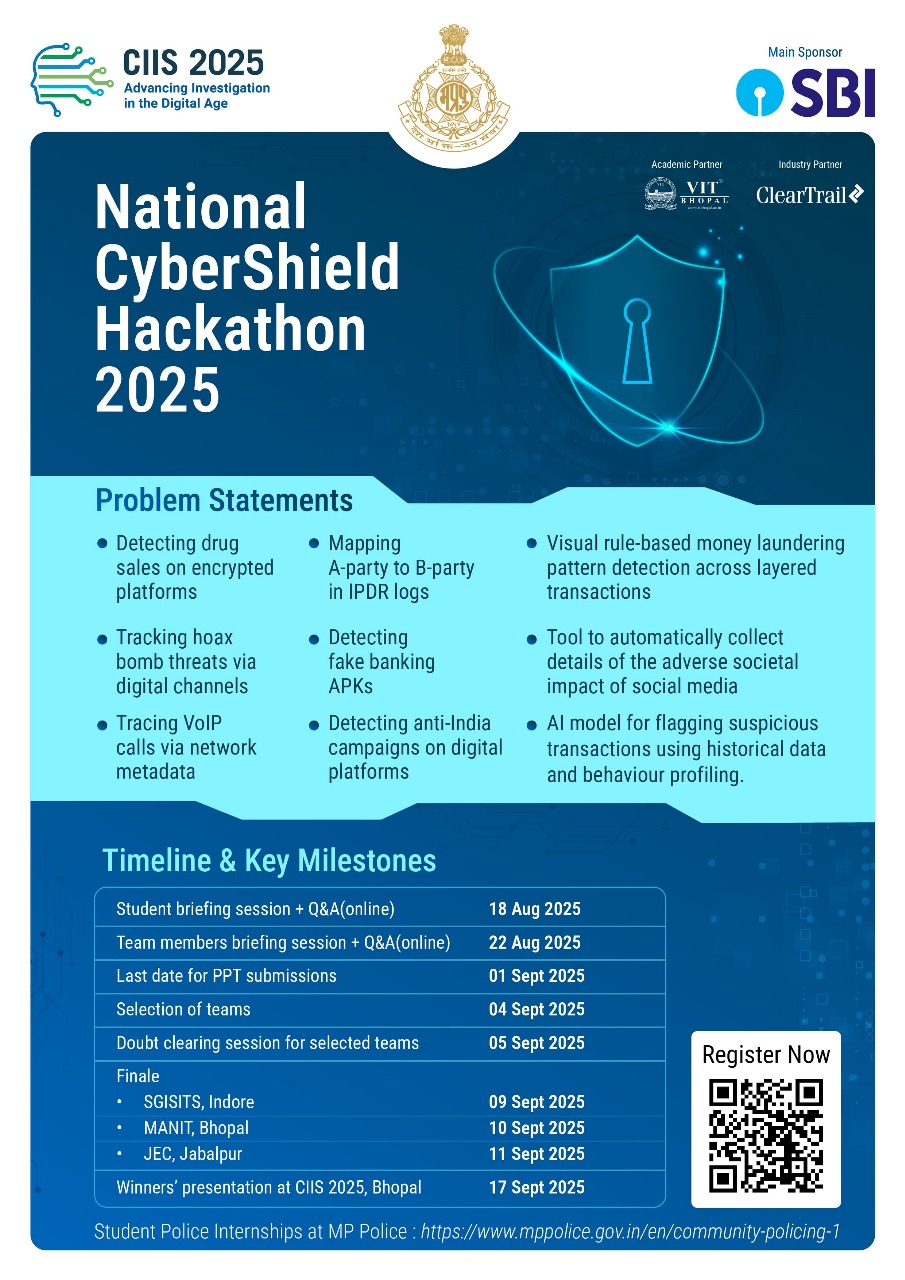 CIIS 2025
Advancing Investigation
in the Digital Age
Main Sponsor
SBI
Academic Partner
VIT
BHOPAL
Industry Partner
ClearTrail
National
CyberShield
Hackathon
2025
Problem Statements
Detecting drug
sales on encrypted
platforms
Mapping
A-party to B-party
in IPDR logs
Visual rule-based money laundering
pattern detection across layered
transactions
Tracking hoax
bomb threats via
digital channels
Detecting
fake banking
APKs
Tool to automatically collect
details of the adverse societal
impact of social media
Tracing VoIP
calls via network
metadata
Detecting anti-India
campaigns on digital
platforms
AI model for flagging suspicious
transactions using historical data
and behaviour profiling.
Timeline & Key Milestones
Student briefing session + Q&A(online) 18 Aug 2025
Team members briefing session + Q&A(online) 22 Aug 2025
Last date for PPT submissions 01 Sept 2025
Selection of teams 04 Sept 2025
Doubt clearing session for selected teams 05 Sept 2025
Finale
• SGISITS, Indore 09 Sept 2025
• MANIT, Bhopal 10 Sept 2025
• JEC, Jabalpur 11 Sept 2025
Winners’ presentation at CIIS 2025, Bhopal 17 Sept 2025
Register Now
Student Police Internships at MP Police : https://www.mppolice.gov.in/en/community-policing-1